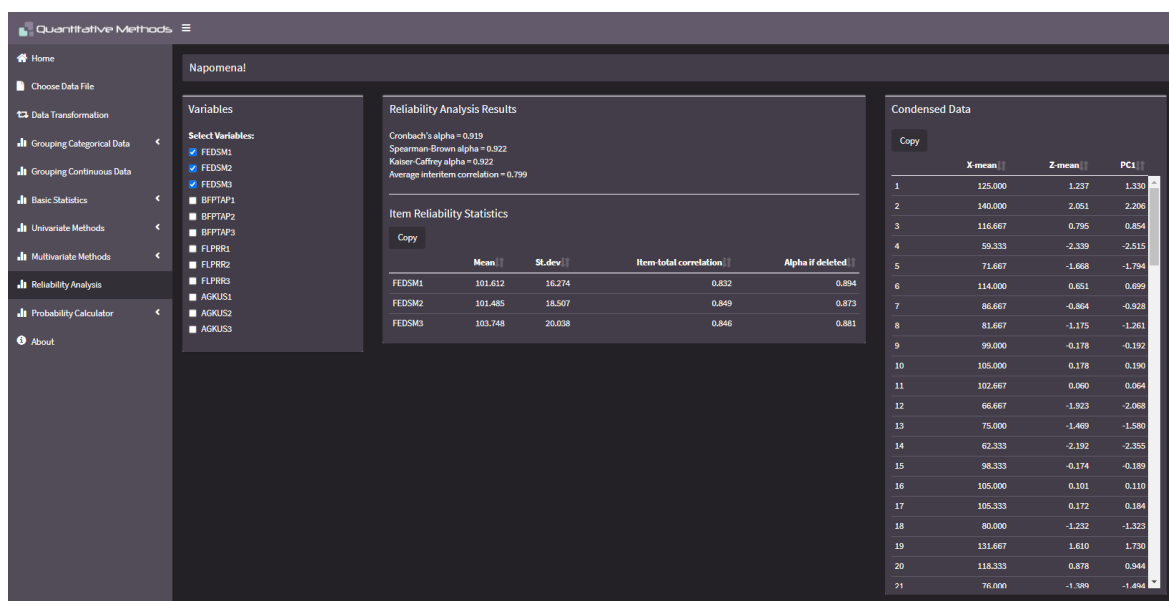 Quantitative Methods
Home
Choose Data File
Data Transformation
Grouping Categorical Data
Grouping Continuous Data
Basic Statistics
Univariate Methods
Multivariate Methods
Reliability Analysis
Probability Calculator
About
Napomena!
Variables
Select Variables:
FEDSM1
FEDSM2
FEDSM3
BFPTAP1
BFPTAP2
BFPTAP3
FLPRR1
FLPRR2
FLPRR3
AGKUS1
AGKUS2
AGKUS3
Reliability Analysis Results
Cronbach's alpha = 0.919
Spearman-Brown alpha = 0.922
Kaiser-Caffrey alpha = 0.922
Average interitem correlation = 0.799
Item Reliability Statistics
Copy
Mean St.dev Item-total correlation Alpha if deleted
FEDSM1 101.612 16.274 0.832 0.894
FEDSM2 101.485 18.507 0.849 0.873
FEDSM3 103.748 20.038 0.846 0.881
Condensed Data
Copy
X-mean Z-mean PC1
1 125.000 1.237 1.330
2 140.000 2.051 2.206
3 116.667 0.795 0.854
4 59.333 -2.339 -2.515
5 71.667 -1.668 -1.794
6 114.000 0.651 0.699
7 86.667 -0.864 -0.928
8 81.667 -1.175 -1.261
9 99.000 -0.178 -0.192
10 105.000 0.178 0.190
11 102.667 0.060 0.064
12 66.667 -1.923 -2.068
13 75.000 -1.469 -1.580
14 62.333 -2.192 -2.355
15 98.333 -0.174 -0.189
16 105.000 0.101 0.110
17 105.333 0.172 0.184
18 80.000 -1.232 -1.323
19 131.667 1.610 1.730
20 118.333 0.878 0.944
21 76.000 -1.389 -1.494